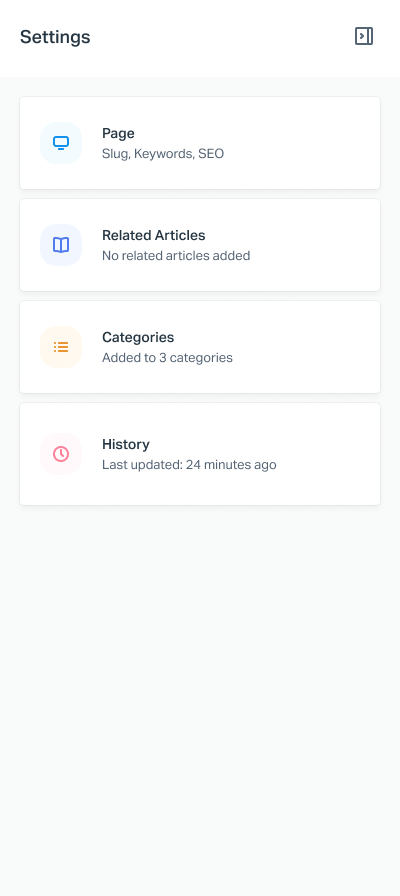 Settings
Page
Slug, Keywords, SEO
Related Articles
No related articles added
Categories
Added to 3 categories
History
Last updated: 24 minutes ago